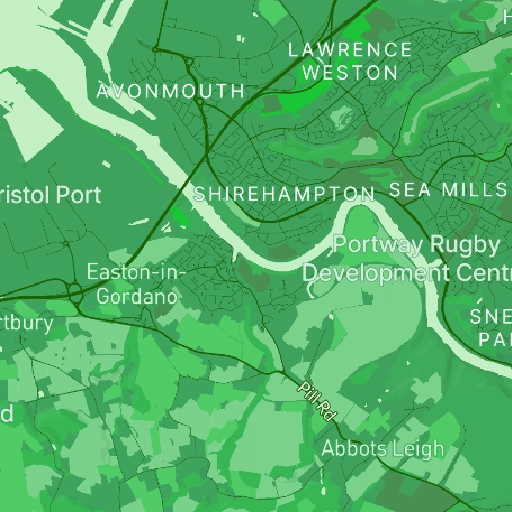 LAWRENCE
WESTON
AVONMOUTH
ristol Port
SHIREHAMPTON
SEA MILLS
Portway Rugby
Development Centr
Easton-in-
Gordano
rtbury
SNE
PAR
Pill Rd
Abbots Leigh
d
H